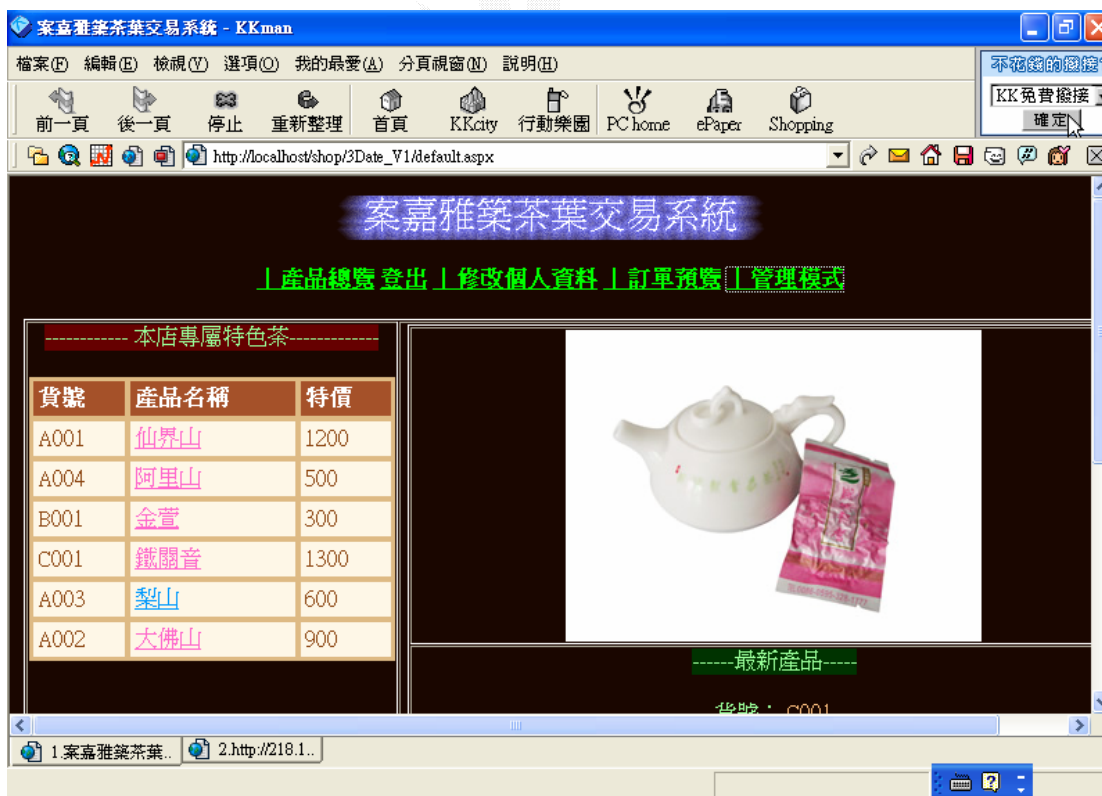 案嘉雅築茶葉交易系統 - KKman
檔案(F) 編輯(E) 檢視(V) 選項(O) 我的最愛(A) 分頁視窗(N) 說明(H)
不花錢的撥接
KK免費撥接
確定
前一頁 後一頁 停止 重新整理 首頁 KKcity 行動樂園 PC home ePaper Shopping
http://localhost/shop/3Date_V1/default.aspx
案嘉雅築茶葉交易系統
｜產品總覽 登出 ｜修改個人資料 ｜訂單預覽 ｜管理模式
------------ 本店專屬特色茶-------------
貨號 產品名稱 特價
A001 仙界山 1200
A004 阿里山 500
B001 金萱 300
C001 鐵關音 1300
A003 梨山 600
A002 大佛山 900
------最新產品-----
貨號： C001
1.案嘉雅築茶葉.. 2.http://218.1..